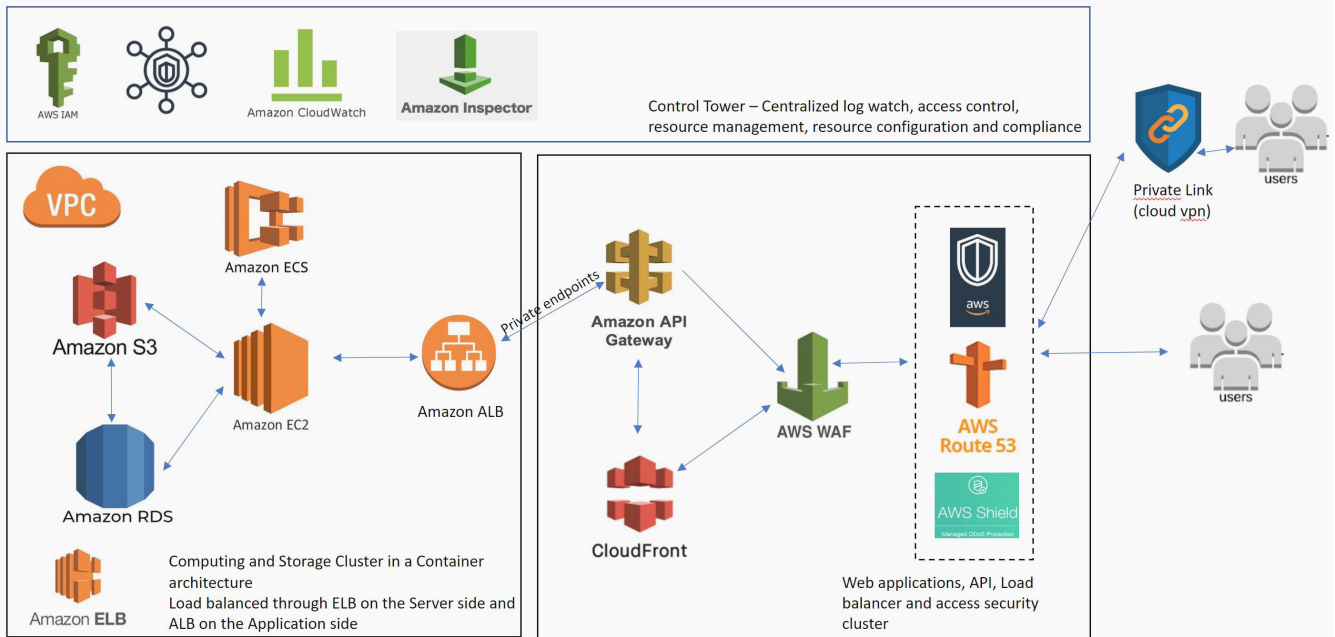 AWS IAM
Amazon CloudWatch
Amazon Inspector
Control Tower – Centralized log watch, access control,
resource management, resource configuration and compliance
users
Private Link
(cloud vpn)
VPC
Amazon ECS
Amazon S3
Amazon EC2
Amazon RDS
Amazon ALB
Amazon ELB
Computing and Storage Cluster in a Container
architecture
Load balanced through ELB on the Server side and
ALB on the Application side
Private endpoints
Amazon API
Gateway
CloudFront
AWS WAF
aws
AWS
Route 53
AWS Shield
Managed DDoS Protection
Web applications, API, Load
balancer and access security
cluster
users